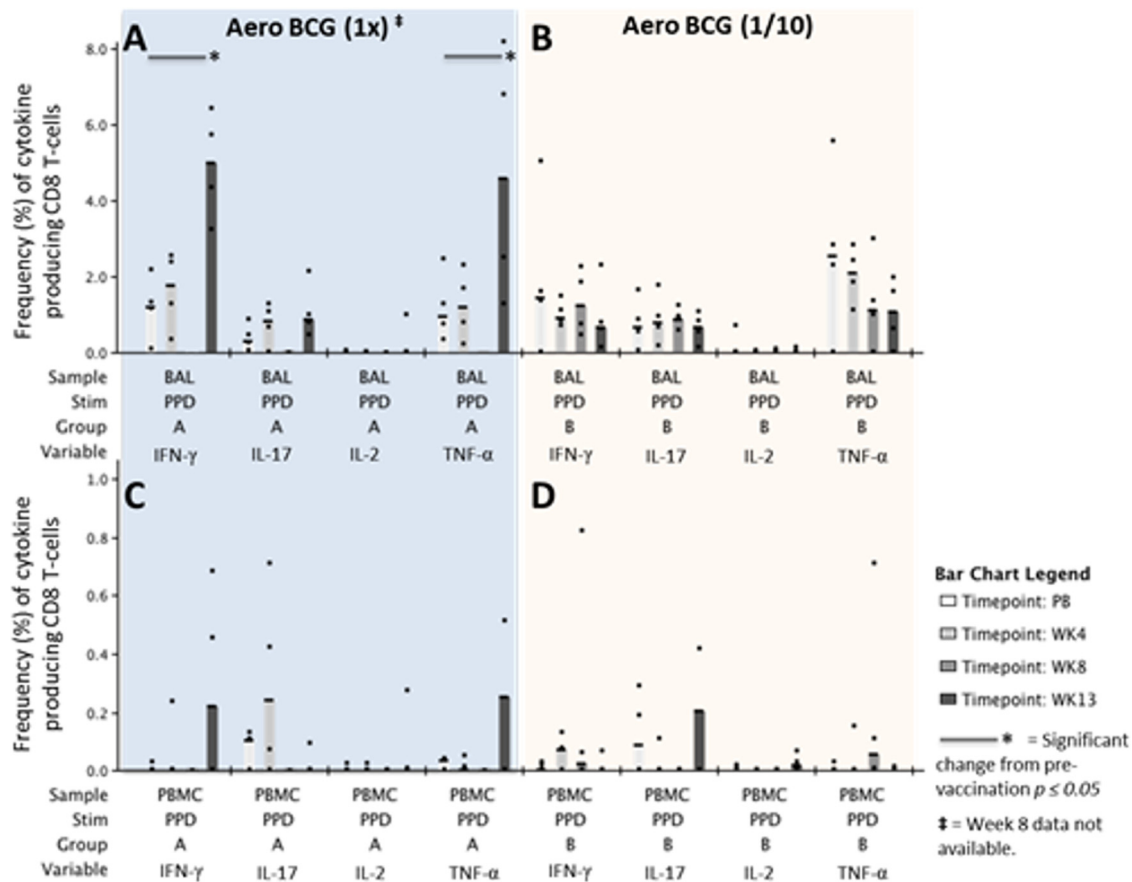 A
Aero BCG (1x) ‡
B
Aero BCG (1/10)
Frequency (%) of cytokine
producing CD8 T-cells
8.0
*
*
6.0
4.0
2.0
0.0
Sample BAL BAL BAL BAL BAL BAL BAL BAL
Stim PPD PPD PPD PPD PPD PPD PPD PPD
Group A A A A B B B B
Variable IFN-γ IL-17 IL-2 TNF-α IFN-γ IL-17 IL-2 TNF-α
C
D
Frequency (%) of cytokine
producing CD8 T-cells
1.0
0.8
0.6
0.4
0.2
0.0
Sample PBMC PBMC PBMC PBMC PBMC PBMC PBMC PBMC
Stim PPD PPD PPD PPD PPD PPD PPD PPD
Group A A A A B B B B
Variable IFN-γ IL-17 IL-2 TNF-α IFN-γ IL-17 IL-2 TNF-α
Bar Chart Legend
Timepoint: PB
Timepoint: WK4
Timepoint: WK8
Timepoint: WK13
* = Significant
change from pre-
vaccination p ≤ 0.05
‡ = Week 8 data not
available.